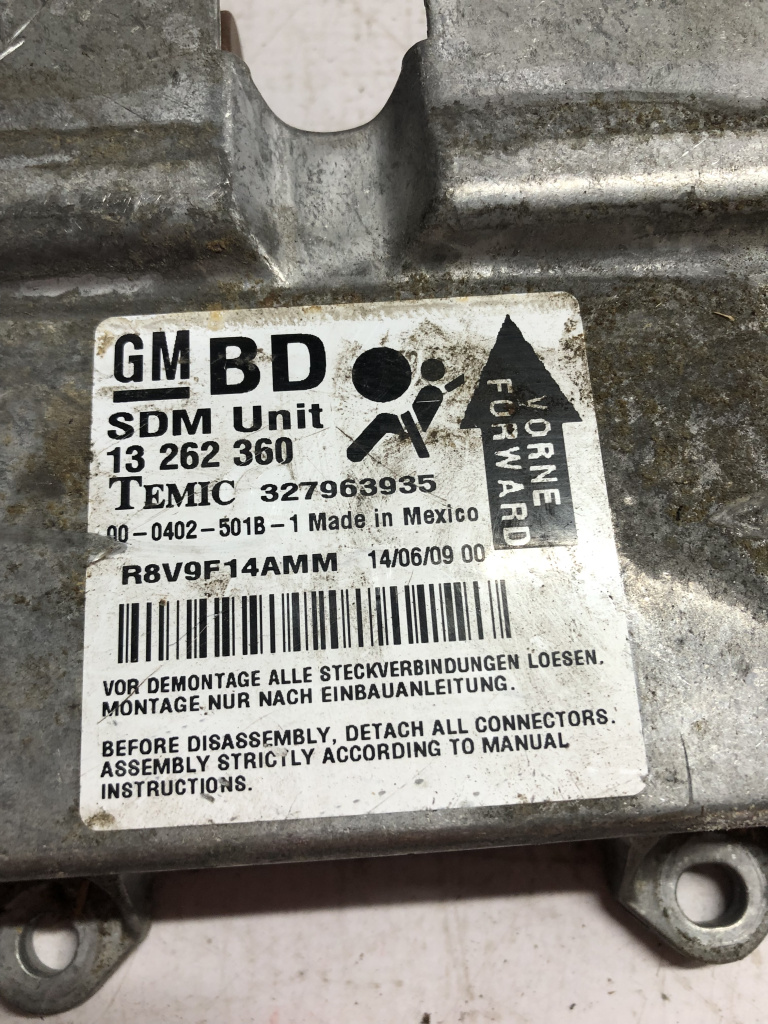 GM BD
SDM Unit
13 262 360
TEMIC 327963935
00-0402-501B-1 Made in Mexico
R8V9F14AMM 14/06/09 00
VORNE
FORWARD
VOR DEMONTAGE ALLE STECKVERBINDUNGEN LOESEN.
MONTAGE NUR NACH EINBAUANLEITUNG.
BEFORE DISASSEMBLY, DETACH ALL CONNECTORS.
ASSEMBLY STRICTLY ACCORDING TO MANUAL
INSTRUCTIONS.